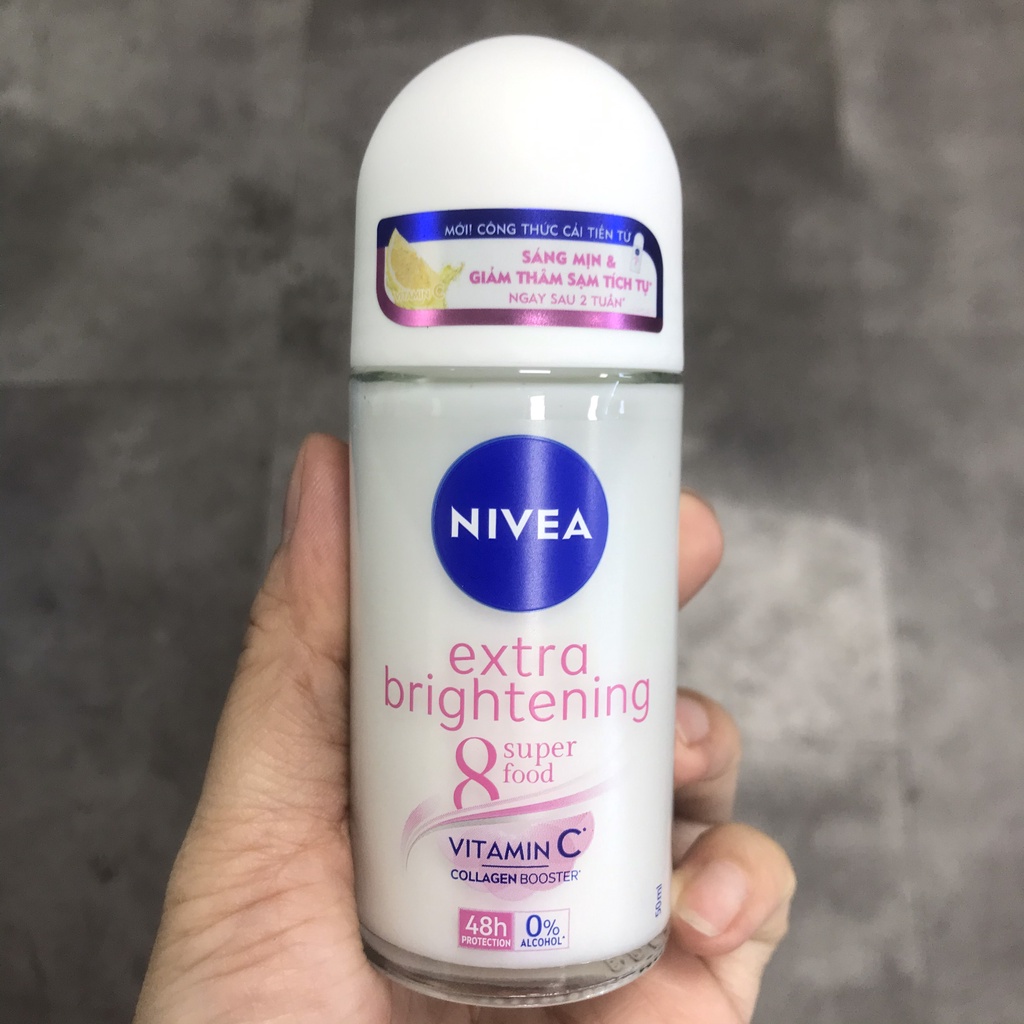 MỚI! CÔNG THỨC CẢI TIẾN TỪ
SÁNG MỊN &
GIẢM THÂM SẠM TÍCH TỤ*
NGAY SAU 2 TUẦN*
VITAMIN C
NIVEA
extra
brightening
8 super
food
VITAMIN C*
COLLAGEN BOOSTER*
48h
PROTECTION
0%
ALCOHOL*
50ml